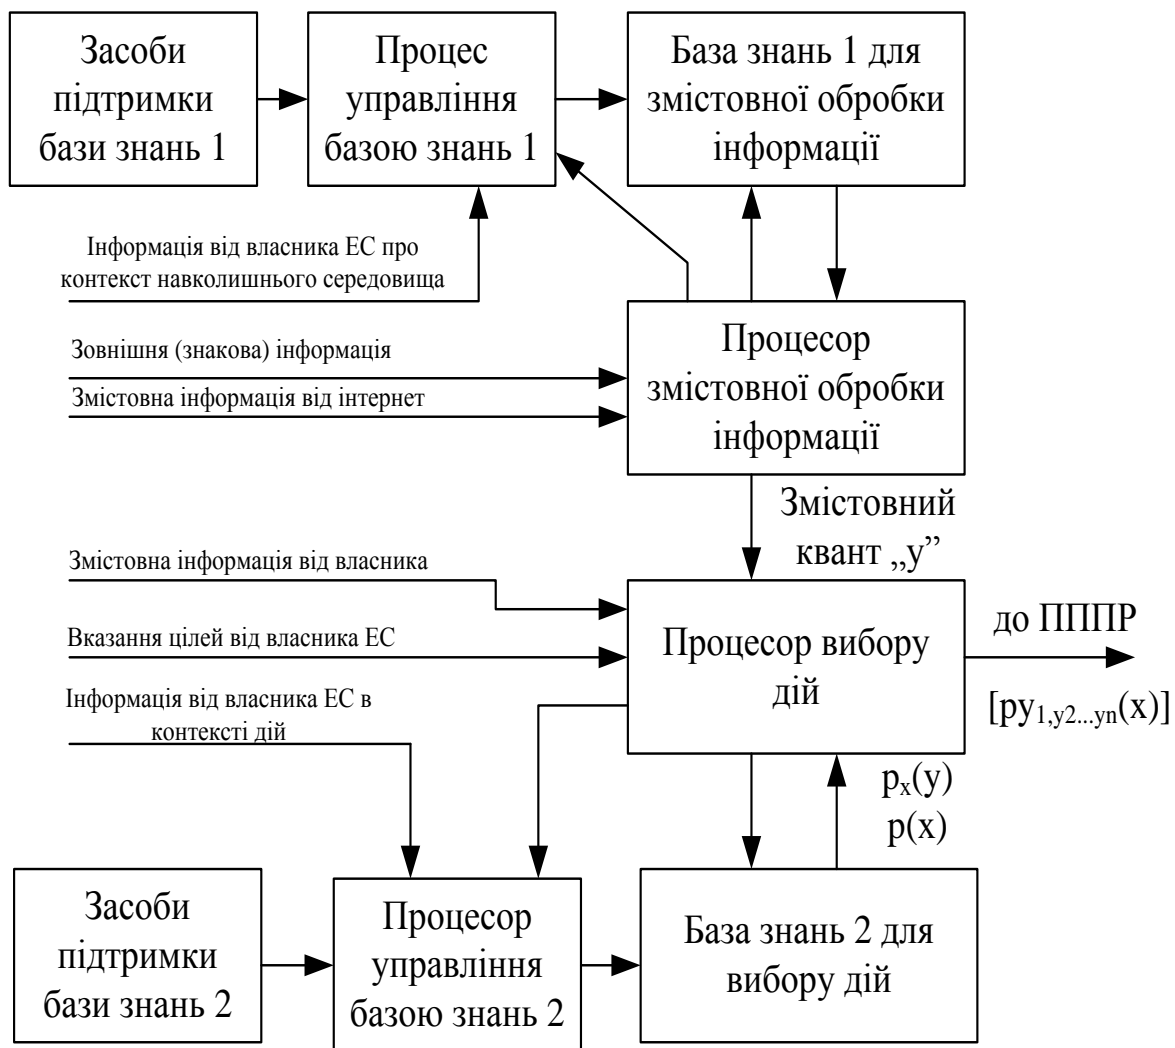 Засоби
підтримки
бази знань 1
Процес
управління
базою знань 1
База знань 1 для
змістовної обробки
інформації
Інформація від власника ЕС про
контекст навколишнього середовища
Зовнішня (знакова) інформація
Змістовна інформація від інтернет
Процесор
змістовної обробки
інформації
Змістовний
квант „у”
Змістовна інформація від власника
Вказання цілей від власника ЕС
Інформація від власника ЕС в
контексті дій
Процесор вибору
дій
до ПППР
[py₁,y2...yn(x)]
pₓ(y)
p(x)
Засоби
підтримки
бази знань 2
Процесор
управління
базою знань 2
База знань 2 для
вибору дій